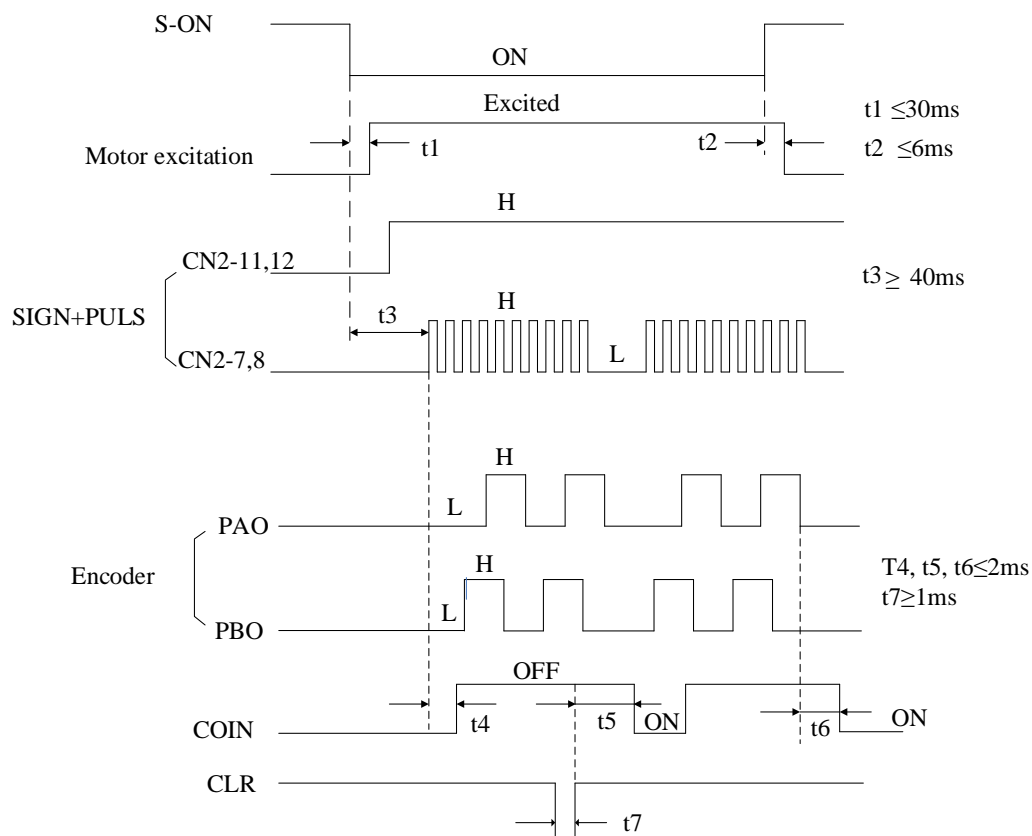 S-ON
ON
Excited
t1 ≤30ms
t1
t2
t2 ≤6ms
Motor excitation
H
CN2-11,12
t3≥ 40ms
H
SIGN+PULS
t3
L
CN2-7,8
H
L
PAO
H
Encoder
T4, t5, t6≤2ms
t7≥1ms
L
PBO
OFF
t4
t5
ON
t6
ON
COIN
CLR
t7